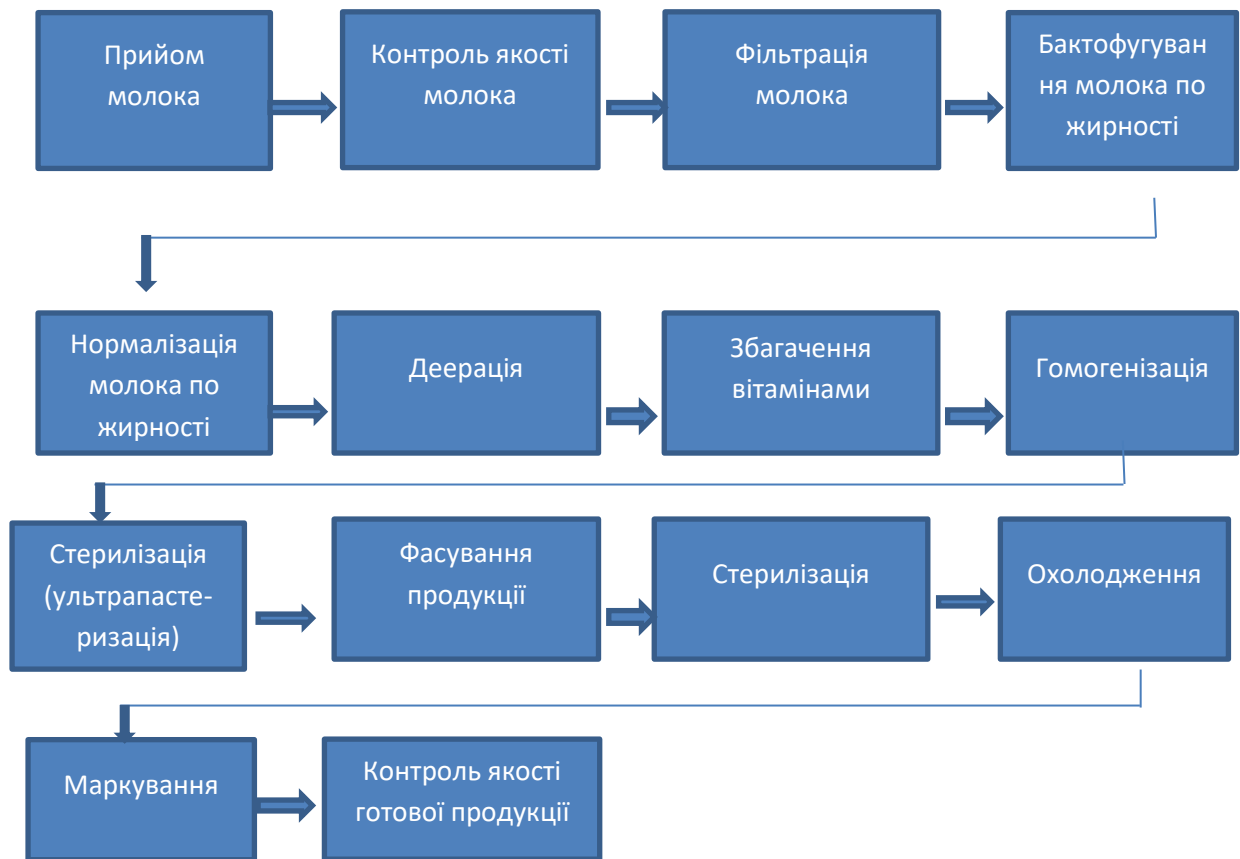 Прийом
молока
Контроль якості
молока
Фільтрація
молока
Бактофугуван
ня молока по
жирності
Нормалізація
молока по
жирності
Деерація
Збагачення
вітамінами
Гомогенізація
Стерилізація
(ультрапасте-
ризація)
Фасування
продукції
Стерилізація
Охолодження
Маркування
Контроль якості
готової продукції